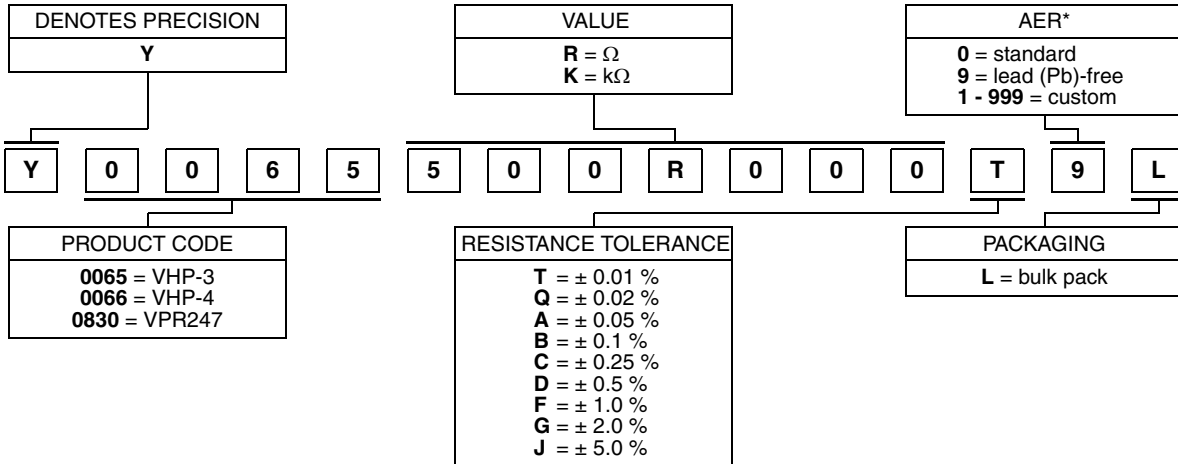 DENOTES PRECISION
Y
VALUE
R = Ω
K = kΩ
AER*
0 = standard
9 = lead (Pb)-free
1 - 999 = custom
Y 0 0 6 5 5 0 0 R 0 0 0 T 9 L
PRODUCT CODE
0065 = VHP-3
0066 = VHP-4
0830 = VPR247
RESISTANCE TOLERANCE
T = ± 0.01 %
Q = ± 0.02 %
A = ± 0.05 %
B = ± 0.1 %
C = ± 0.25 %
D = ± 0.5 %
F = ± 1.0 %
G = ± 2.0 %
J = ± 5.0 %
PACKAGING
L = bulk pack